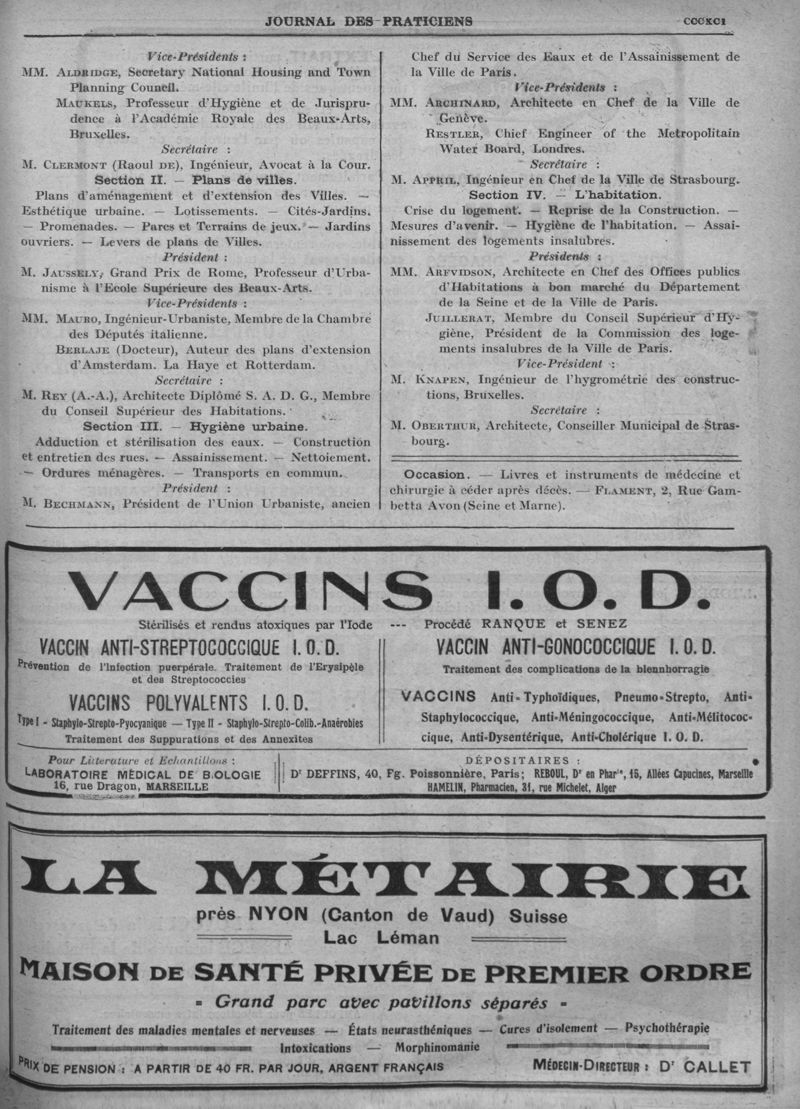 JOURNAL DES PRATICIENS
CCCXCI
Vice-Présidents :
MM. ALDRIDGE, Secretary National Housing and Town
Planning Council.
MAUKELS, Professeur d'Hygiène et de Jurispru-
dence à l'Académie Royale des Beaux-Arts,
Bruxelles.
Secrétaire :
M. CLERMONT (Raoul DE), Ingénieur, Avocat à la Cour.
Section II. — Plans de villes.
Plans d'aménagement et d'extension des Villes. —
Esthétique urbaine. — Lotissements. — Cités-Jardins.
— Promenades. — Parcs et Terrains de jeux. — Jardins
ouvriers. — Levers de plans de Villes.
Président :
M. JAUSSELY, Grand Prix de Rome, Professeur d'Urba-
nisme à l'Ecole Supérieure des Beaux-Arts.
Vice-Présidents :
MM. MAURO, Ingénieur-Urbaniste, Membre de la Chambre
des Députés italienne.
BERLAJE (Docteur), Auteur des plans d'extension
d'Amsterdam. La Haye et Rotterdam.
Secrétaire :
M. REY (A.-A.), Architecte Diplômé S. A. D. G., Membre
du Conseil Supérieur des Habitations.
Section III. — Hygiène urbaine.
Adduction et stérilisation des eaux. — Construction
et entretien des rues. — Assainissement. — Nettoiement.
— Ordures ménagères. — Transports en commun.
Président :
M. BECHMANN, Président de l'Union Urbaniste, ancien
Chef du Service des Eaux et de l'Assainissement de
la Ville de Paris.
Vice-Présidents :
MM. ARCHINARD, Architecte en Chef de la Ville de
Genève.
RESTLER, Chief Engineer of the Metropolitain
Water Board, Londres.
Secrétaire :
M. APPRIL, Ingénieur en Chef de la Ville de Strasbourg.
Section IV. — L'habitation.
Crise du logement. — Reprise de la Construction. —
Mesures d'avenir. — Hygiène de l'habitation. — Assai-
nissement des logements insalubres.
Présidents :
MM. ARFVIDSON, Architecte en Chef des Offices publics
d'Habitations à bon marché du Département
de la Seine et de la Ville de Paris.
JUILLERAT, Membre du Conseil Supérieur d'Hy-
giène, Président de la Commission des loge-
ments insalubres de la Ville de Paris.
Vice-Président :
M. KNAPEN, Ingénieur de l'hygrométrie des construc-
tions, Bruxelles.
Secrétaire :
M. OBERTHUR, Architecte, Conseiller Municipal de Stras-
bourg.
Occasion. — Livres et instruments de médecine et
chirurgie à céder après décès. — FLAMENT, 2, Rue Gam-
betta Avon (Seine et Marne).
VACCINS I. O. D.
Stérilisés et rendus atoxiques par l'Iode --- Procédé RANQUE et SENEZ
VACCIN ANTI-STREPTOCOCCIQUE I. O. D.
Prévention de l'Infection puerpérale. Traitement de l'Erysipèle
et des Streptococcies
VACCINS POLYVALENTS I. O. D.
Type I - Staphylo-Strepto-Pyocyanique — Type II - Staphylo-Strepto-Colib.-Anaérobies
Traitement des Suppurations et des Annexites
VACCIN ANTI-GONOCOCCIQUE I. O. D.
Traitement des complications de la blennhorragie
VACCINS Anti-Typhoïdiques, Pneumo-Strepto, Anti-
Staphylococcique, Anti-Méningococcique, Anti-Mélitococ-
cique, Anti-Dysentérique, Anti-Cholérique I. O. D.
Pour Littérature et Echantillons :
LABORATOIRE MÉDICAL DE BIOLOGIE
16, rue Dragon, MARSEILLE
DÉPOSITAIRES :
Dr DEFFINS, 40, Fg. Poissonnière, Paris; REBOUL, Dr en Phar'e, 15, Allées Capucines, Marseille
HAMELIN, Pharmacien, 31, rue Michelet, Alger
LA MÉTAIRIE
près NYON (Canton de Vaud) Suisse
Lac Léman
MAISON DE SANTÉ PRIVÉE DE PREMIER ORDRE
- Grand parc avec pavillons séparés -
Traitement des maladies mentales et nerveuses — États neurasthéniques — Cures d'isolement — Psychothérapie
Intoxications — Morphinomanie
PRIX DE PENSION : A PARTIR DE 40 FR. PAR JOUR, ARGENT FRANÇAIS
MÉDECIN-DIRECTEUR : Dr CALLET